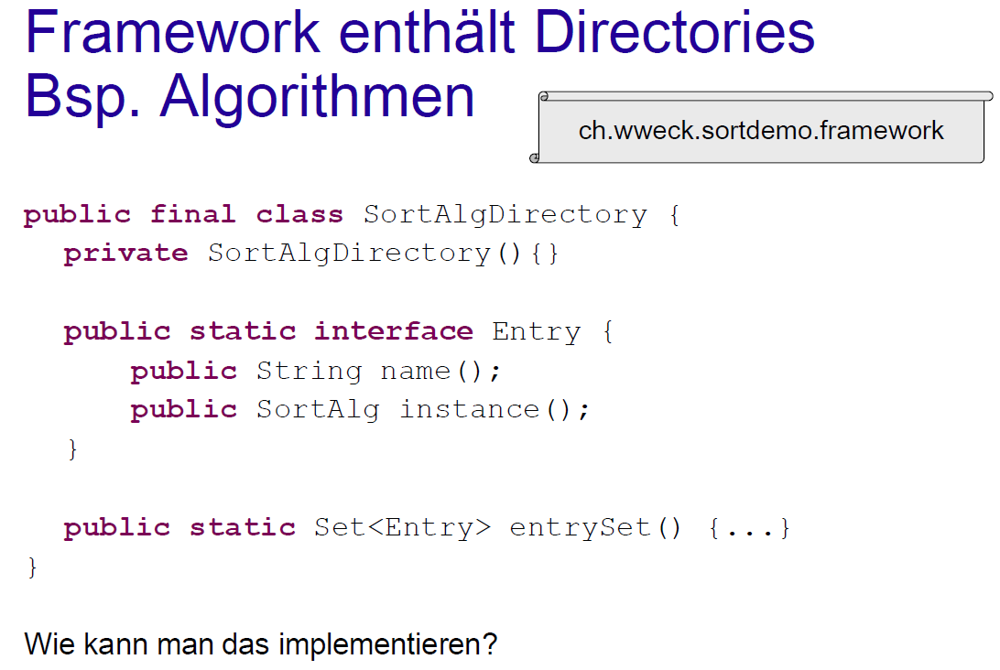 Framework enthält Directories
Bsp. Algorithmen
ch.wweck.sortdemo.framework
public final class SortAlgDirectory {
private SortAlgDirectory(){}
public static interface Entry {
public String name();
public SortAlg instance();
}
public static Set<Entry> entrySet() {...}
}
Wie kann man das implementieren?